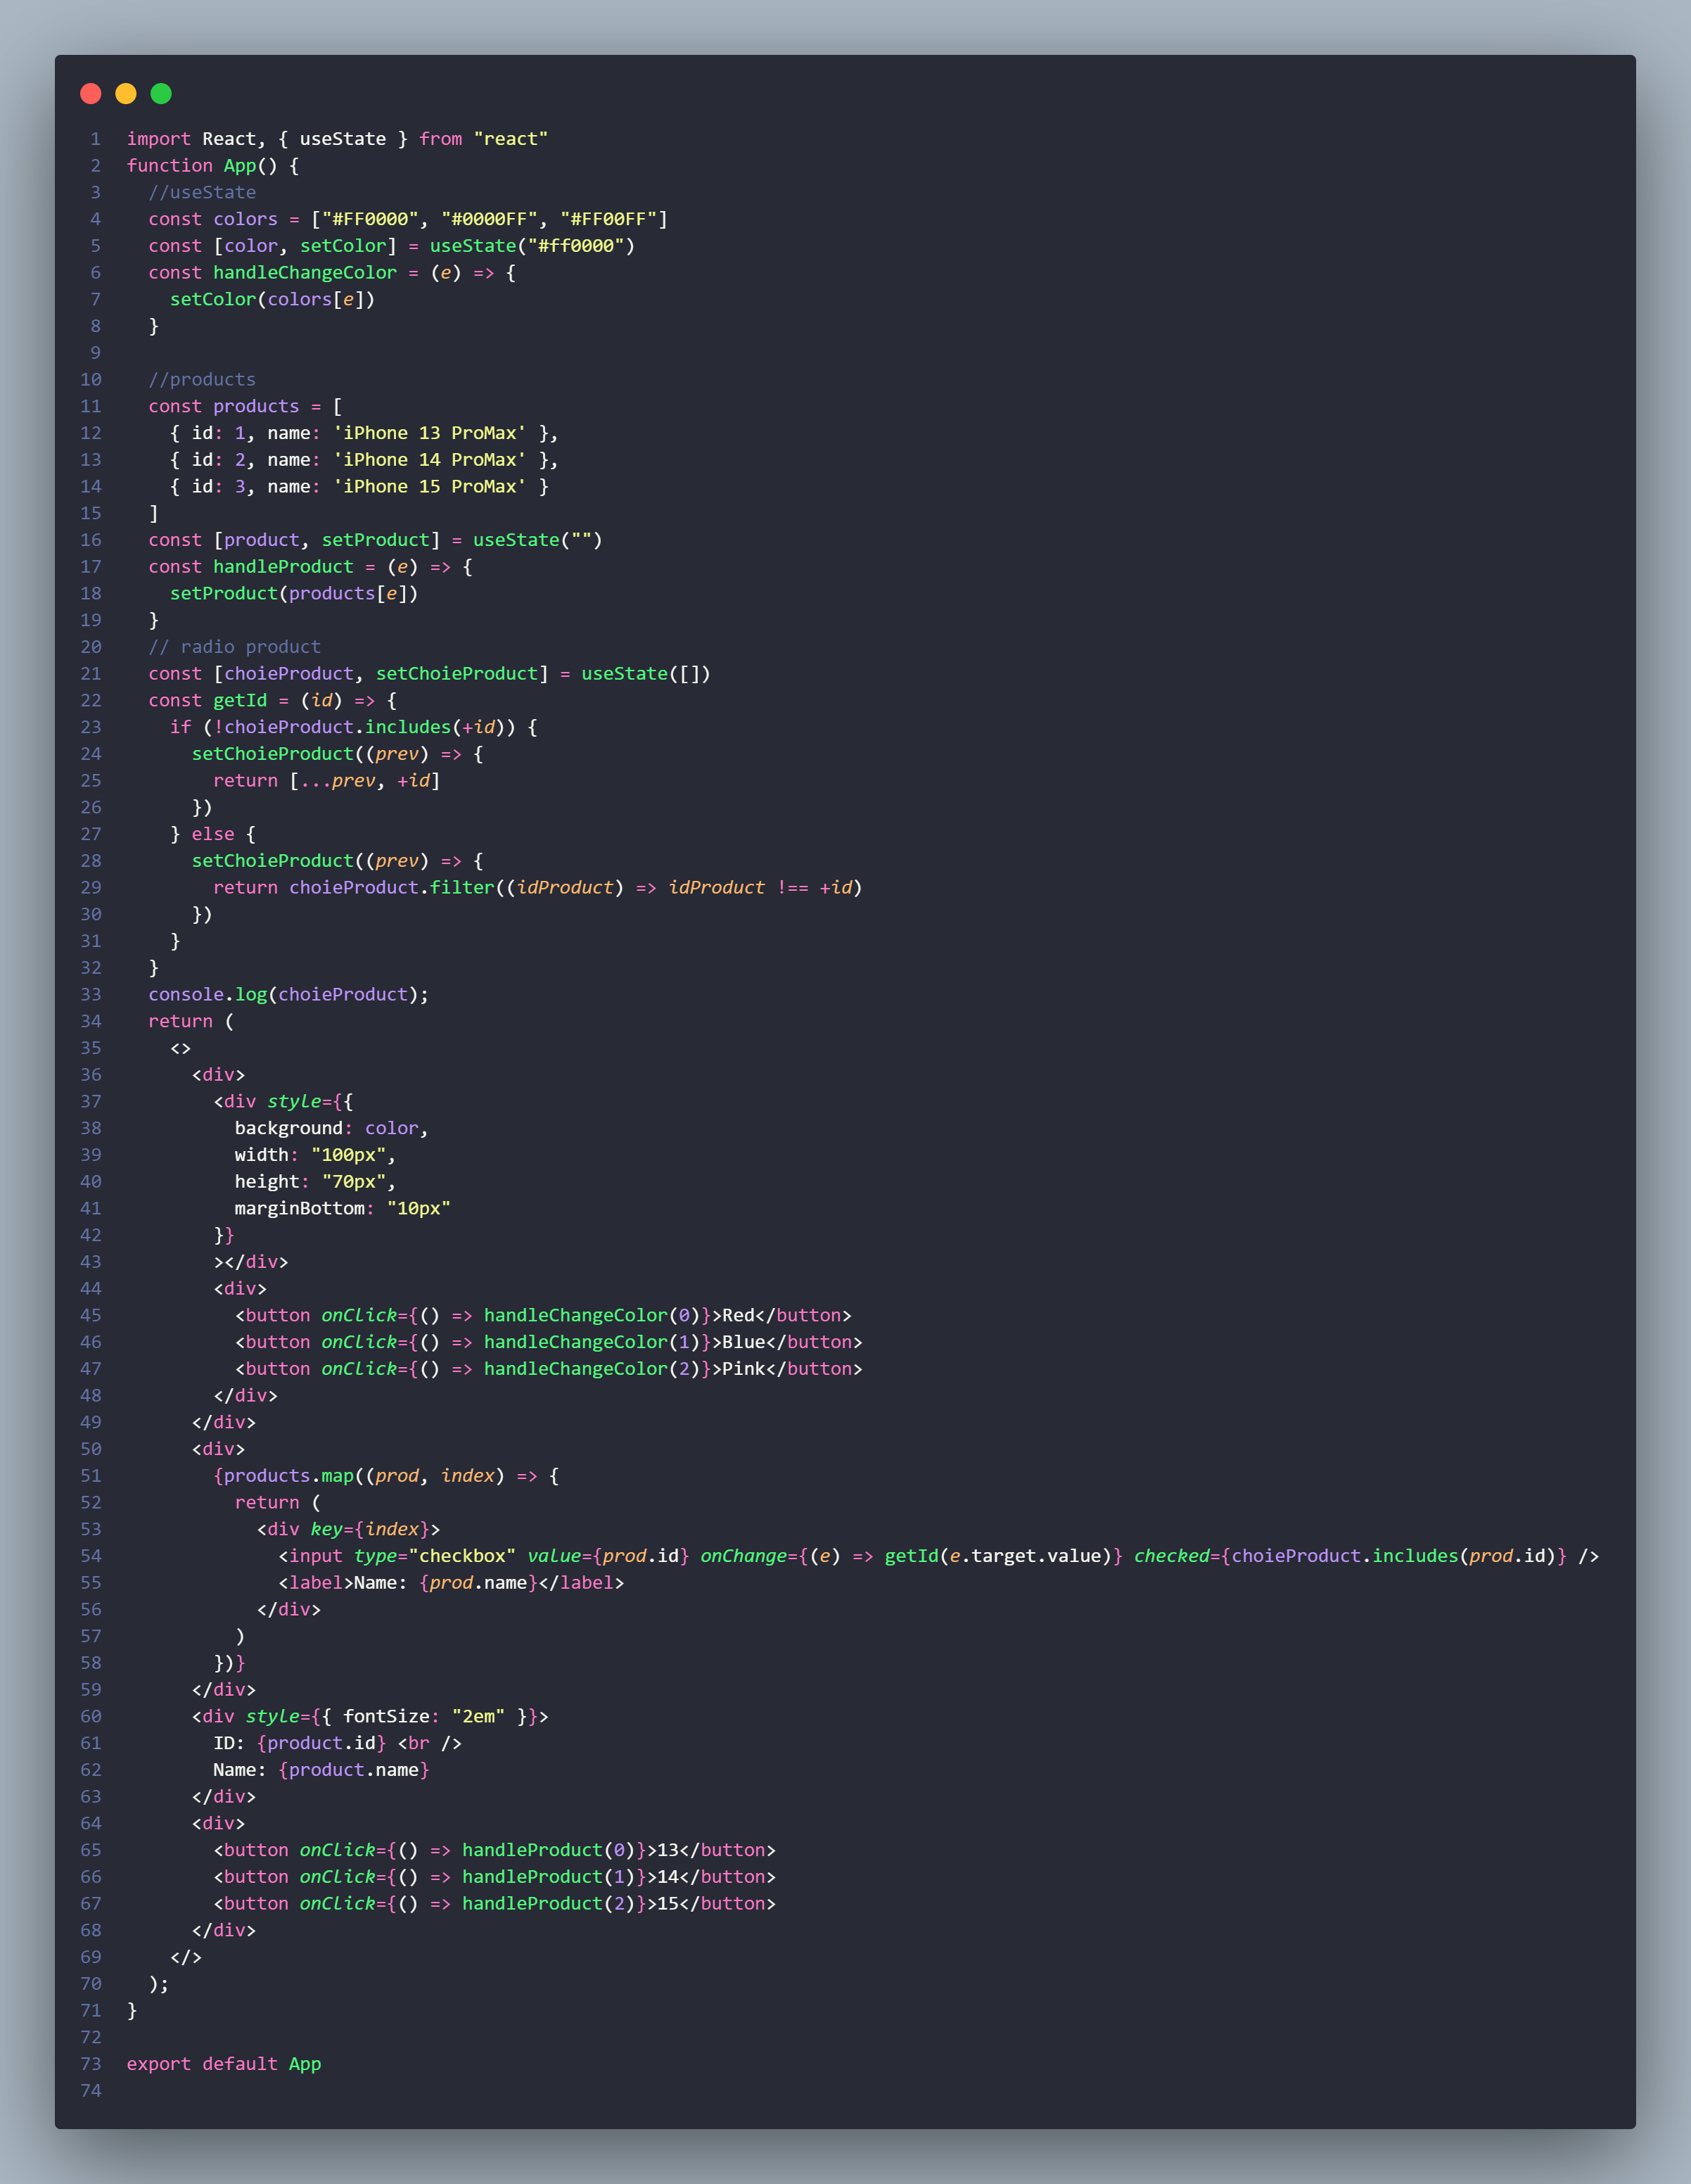 1 import React, { useState } from "react"
2 function App() {
3   //useState
4   const colors = ["#FF0000", "#0000FF", "#FF00FF"]
5   const [color, setColor] = useState("#ff0000")
6   const handleChangeColor = (e) => {
7     setColor(colors[e])
8   }
9
10   //products
11   const products = [
12     { id: 1, name: 'iPhone 13 ProMax' },
13     { id: 2, name: 'iPhone 14 ProMax' },
14     { id: 3, name: 'iPhone 15 ProMax' }
15   ]
16   const [product, setProduct] = useState("")
17   const handleProduct = (e) => {
18     setProduct(products[e])
19   }
20   // radio product
21   const [choieProduct, setChoieProduct] = useState([])
22   const getId = (id) => {
23     if (!choieProduct.includes(+id)) {
24       setChoieProduct((prev) => {
25         return [...prev, +id]
26       })
27     } else {
28       setChoieProduct((prev) => {
29         return choieProduct.filter((idProduct) => idProduct !== +id)
30       })
31     }
32   }
33   console.log(choieProduct);
34   return (
35     <>
36       <div>
37         <div style={{
38           background: color,
39           width: "100px",
40           height: "70px",
41           marginBottom: "10px"
42         }}
43         ></div>
44         <div>
45           <button onClick={() => handleChangeColor(0)}>Red</button>
46           <button onClick={() => handleChangeColor(1)}>Blue</button>
47           <button onClick={() => handleChangeColor(2)}>Pink</button>
48         </div>
49       </div>
50       <div>
51         {products.map((prod, index) => {
52           return (
53             <div key={index}>
54               <input type="checkbox" value={prod.id} onChange={(e) => getId(e.target.value)} checked={choieProduct.includes(prod.id)} />
55               <label>Name: {prod.name}</label>
56             </div>
57           )
58         })}
59       </div>
60       <div style={{ fontSize: "2em" }}>
61         ID: {product.id} <br />
62         Name: {product.name}
63       </div>
64       <div>
65         <button onClick={() => handleProduct(0)}>13</button>
66         <button onClick={() => handleProduct(1)}>14</button>
67         <button onClick={() => handleProduct(2)}>15</button>
68       </div>
69     </>
70   );
71 }
72
73 export default App
74